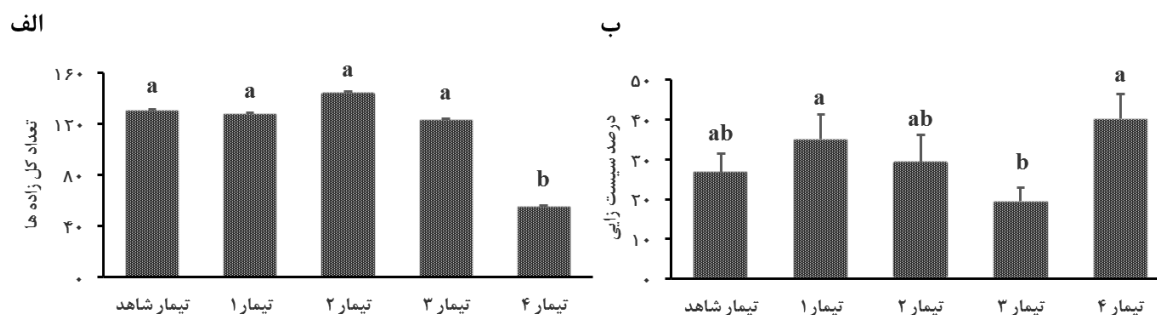 الف
تعداد کل زاده ها
۱۶۰
۱۲۰
۸۰
۴۰
۰
a
a
a
a
b
تیمار شاهد
تیمار ۱
تیمار ۲
تیمار ۳
تیمار ۴
ب
درصد سیست زایی
۵۰
۴۰
۳۰
۲۰
۱۰
۰
ab
a
ab
b
a
تیمار شاهد
تیمار ۱
تیمار ۲
تیمار ۳
تیمار ۴